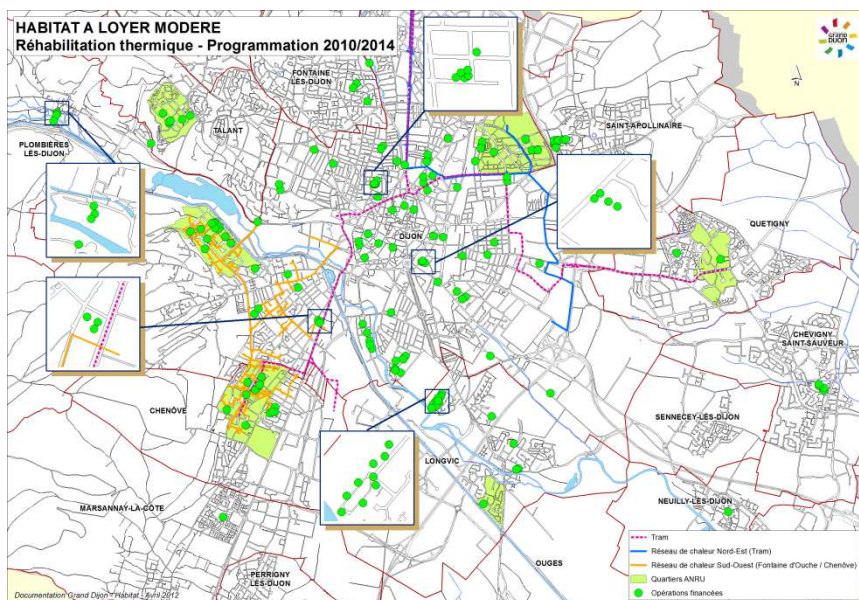 HABITAT A LOYER MODERE
Réhabilitation thermique - Programmation 2010/2014
GRAND
DIJON
N
FONTAINE
LES-DIJON
TALANT
SAINT-APOLLINAIRE
PLOMBIÈRES
LÈS-DIJON
QUETIGNY
DIJON
CHEVIGNY
SAINT-SAUVEUR
CHENÔVE
SENNECEY-LÈS-DIJON
LONGVIC
MARSANNAY-LA-CÔTE
NEUILLY-LÈS-DIJON
OUGES
PERRIGNY
LÈS-DIJON
Tram
Réseau de chaleur Nord-Est (Tram)
Réseau de chaleur Sud-Ouest (Fontaine d'Ouche / Chenôve)
Quartiers ANRU
Opérations financées
Documentation Grand Dijon - Habitat - Avril 2012